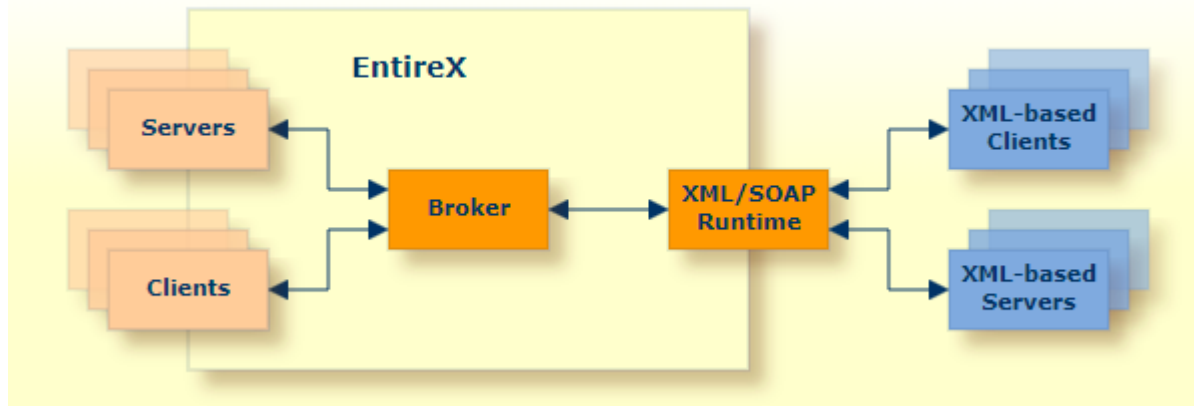 EntireX
Servers
Clients
Broker
XML/SOAP
Runtime
XML-based
Clients
XML-based
Servers